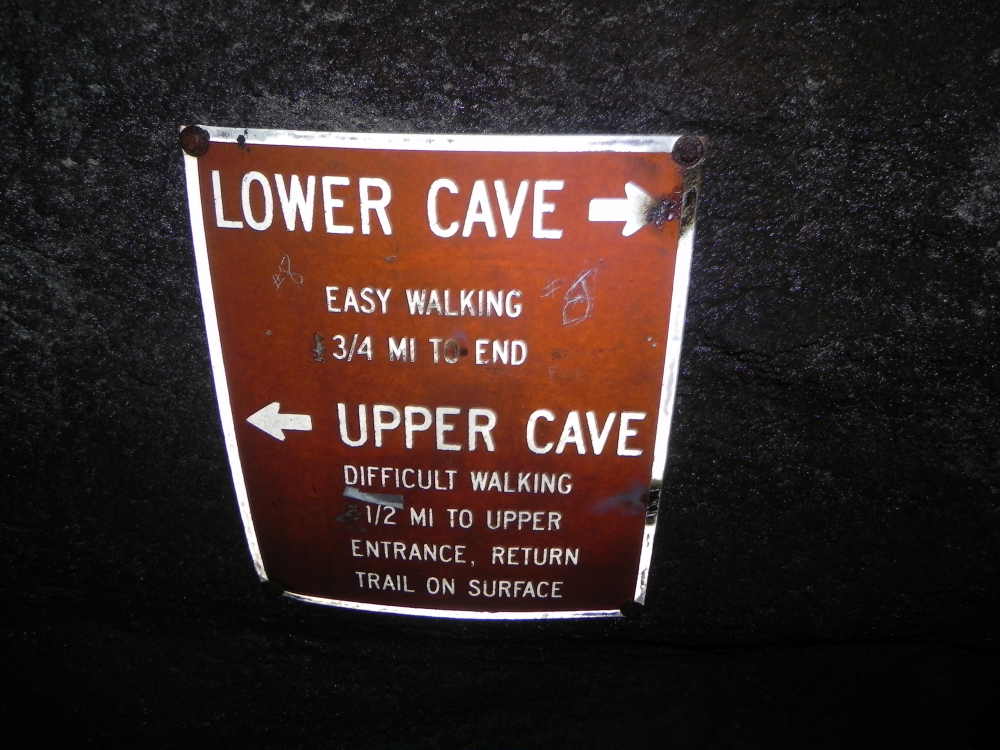 LOWER CAVE →
EASY WALKING
3/4 MI TO END
← UPPER CAVE
DIFFICULT WALKING
1/2 MI TO UPPER
ENTRANCE, RETURN
TRAIL ON SURFACE